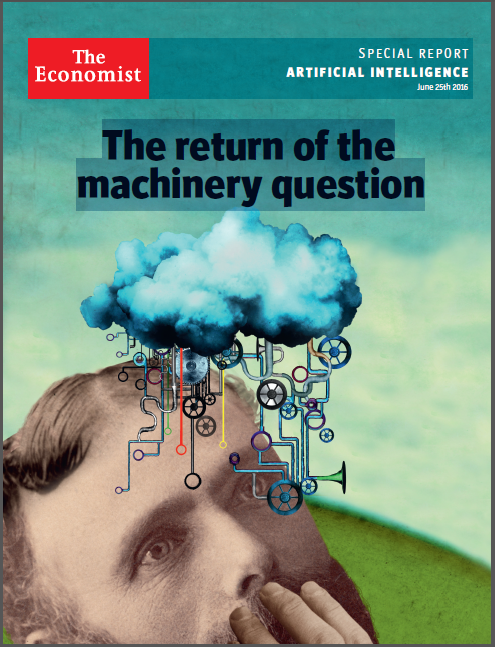 The
Economist
SPECIAL REPORT
ARTIFICIAL INTELLIGENCE
June 25th 2016
The return of the
machinery question